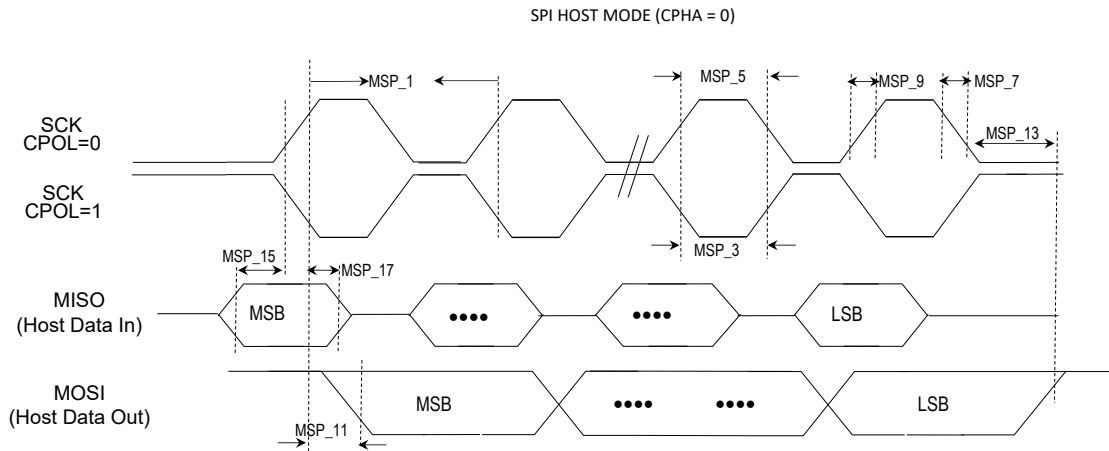 SPI HOST MODE (CPHA = 0)
MSP_1
MSP_5
MSP_9
MSP_7
SCK
CPOL=0
MSP_13
SCK
CPOL=1
MSP_3
MSP_15
MSP_17
MISO
(Host Data In)
MSB
••••
••••
LSB
MOSI
(Host Data Out)
MSB
••••
••••
LSB
MSP_11